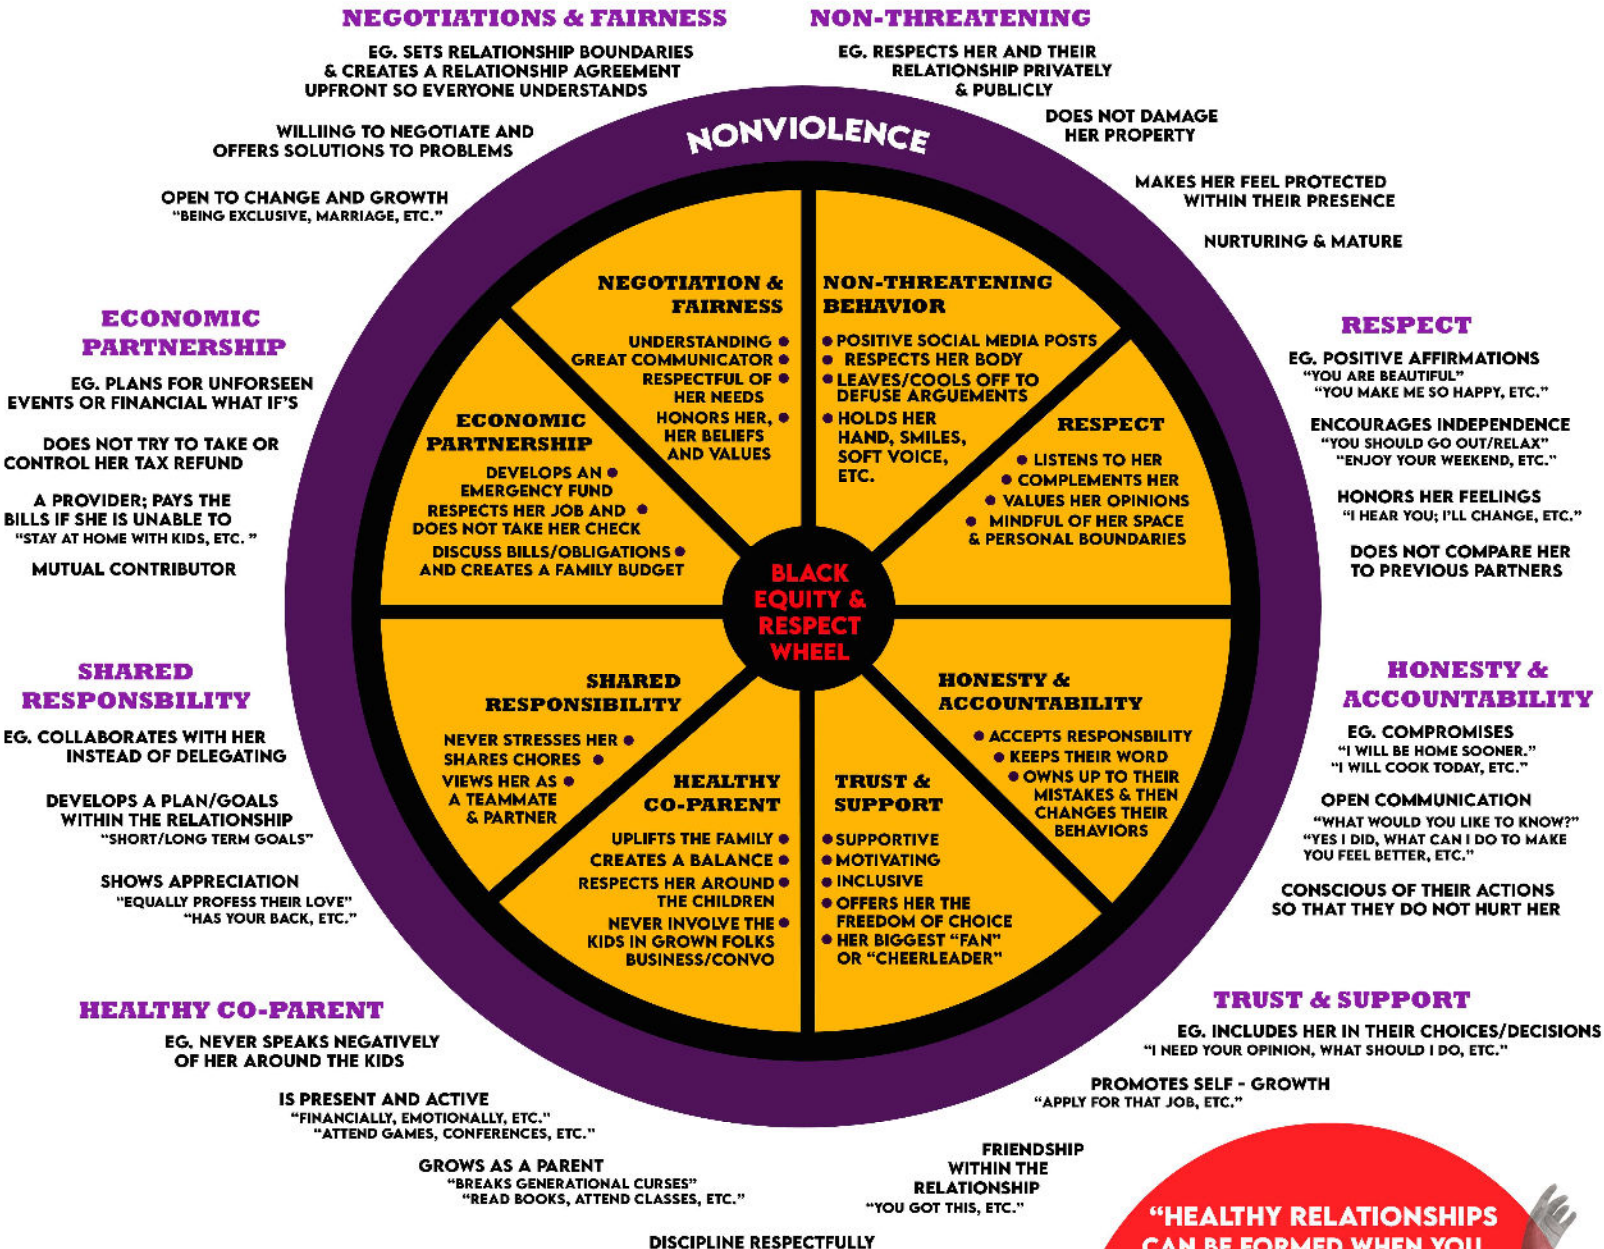 NEGOTIATIONS & FAIRNESS
EG. SETS RELATIONSHIP BOUNDARIES
& CREATES A RELATIONSHIP AGREEMENT
UPFRONT SO EVERYONE UNDERSTANDS
WILLIING TO NEGOTIATE AND
OFFERS SOLUTIONS TO PROBLEMS
OPEN TO CHANGE AND GROWTH
"BEING EXCLUSIVE, MARRIAGE, ETC."
NON-THREATENING
EG. RESPECTS HER AND THEIR
RELATIONSHIP PRIVATELY
& PUBLICLY
DOES NOT DAMAGE
HER PROPERTY
MAKES HER FEEL PROTECTED
WITHIN THEIR PRESENCE
NURTURING & MATURE
NONVIOLENCE
ECONOMIC
PARTNERSHIP
EG. PLANS FOR UNFORSEEN
EVENTS OR FINANCIAL WHAT IF'S
DOES NOT TRY TO TAKE OR
CONTROL HER TAX REFUND
A PROVIDER; PAYS THE
BILLS IF SHE IS UNABLE TO
"STAY AT HOME WITH KIDS, ETC. "
MUTUAL CONTRIBUTOR
NEGOTIATION &
FAIRNESS
UNDERSTANDING •
GREAT COMMUNICATOR •
RESPECTFUL OF •
HER NEEDS
HONORS HER, •
HER BELIEFS
AND VALUES
NON-THREATENING
BEHAVIOR
• POSITIVE SOCIAL MEDIA POSTS
• RESPECTS HER BODY
• LEAVES/COOLS OFF TO
DEFUSE ARGUEMENTS
• HOLDS HER
HAND, SMILES,
SOFT VOICE,
ETC.
ECONOMIC
PARTNERSHIP
DEVELOPS AN •
EMERGENCY FUND
RESPECTS HER JOB AND •
DOES NOT TAKE HER CHECK
DISCUSS BILLS/OBLIGATIONS •
AND CREATES A FAMILY BUDGET
RESPECT
• LISTENS TO HER
• COMPLEMENTS HER
• VALUES HER OPINIONS
• MINDFUL OF HER SPACE
& PERSONAL BOUNDARIES
RESPECT
EG. POSITIVE AFFIRMATIONS
"YOU ARE BEAUTIFUL"
"YOU MAKE ME SO HAPPY, ETC."
ENCOURAGES INDEPENDENCE
"YOU SHOULD GO OUT/RELAX"
"ENJOY YOUR WEEKEND, ETC."
HONORS HER FEELINGS
"I HEAR YOU; I'LL CHANGE, ETC."
DOES NOT COMPARE HER
TO PREVIOUS PARTNERS
BLACK
EQUITY &
RESPECT
WHEEL
SHARED
RESPONSBILITY
EG. COLLABORATES WITH HER
INSTEAD OF DELEGATING
DEVELOPS A PLAN/GOALS
WITHIN THE RELATIONSHIP
"SHORT/LONG TERM GOALS"
SHOWS APPRECIATION
"EQUALLY PROFESS THEIR LOVE"
"HAS YOUR BACK, ETC."
SHARED
RESPONSIBILITY
NEVER STRESSES HER •
SHARES CHORES •
VIEWS HER AS •
A TEAMMATE
& PARTNER
HONESTY &
ACCOUNTABILITY
• ACCEPTS RESPONSBILITY
• KEEPS THEIR WORD
• OWNS UP TO THEIR
MISTAKES & THEN
CHANGES THEIR
BEHAVIORS
HONESTY &
ACCOUNTABILITY
EG. COMPROMISES
"I WILL BE HOME SOONER."
"I WILL COOK TODAY, ETC."
OPEN COMMUNICATION
"WHAT WOULD YOU LIKE TO KNOW?"
"YES I DID, WHAT CAN I DO TO MAKE
YOU FEEL BETTER, ETC."
CONSCIOUS OF THEIR ACTIONS
SO THAT THEY DO NOT HURT HER
HEALTHY
CO-PARENT
UPLIFTS THE FAMILY •
CREATES A BALANCE •
RESPECTS HER AROUND •
THE CHILDREN
NEVER INVOLVE THE •
KIDS IN GROWN FOLKS
BUSINESS/CONVO
TRUST &
SUPPORT
• SUPPORTIVE
• MOTIVATING
• INCLUSIVE
• OFFERS HER THE
FREEDOM OF CHOICE
• HER BIGGEST "FAN"
OR "CHEERLEADER"
HEALTHY CO-PARENT
EG. NEVER SPEAKS NEGATIVELY
OF HER AROUND THE KIDS
IS PRESENT AND ACTIVE
"FINANCIALLY, EMOTIONALLY, ETC."
"ATTEND GAMES, CONFERENCES, ETC."
GROWS AS A PARENT
"BREAKS GENERATIONAL CURSES"
"READ BOOKS, ATTEND CLASSES, ETC."
DISCIPLINE RESPECTFULLY
TRUST & SUPPORT
EG. INCLUDES HER IN THEIR CHOICES/DECISIONS
"I NEED YOUR OPINION, WHAT SHOULD I DO, ETC."
PROMOTES SELF - GROWTH
"APPLY FOR THAT JOB, ETC."
FRIENDSHIP
WITHIN THE
RELATIONSHIP
"YOU GOT THIS, ETC."
"HEALTHY RELATIONSHIPS
CAN BE FORMED WHEN YOU